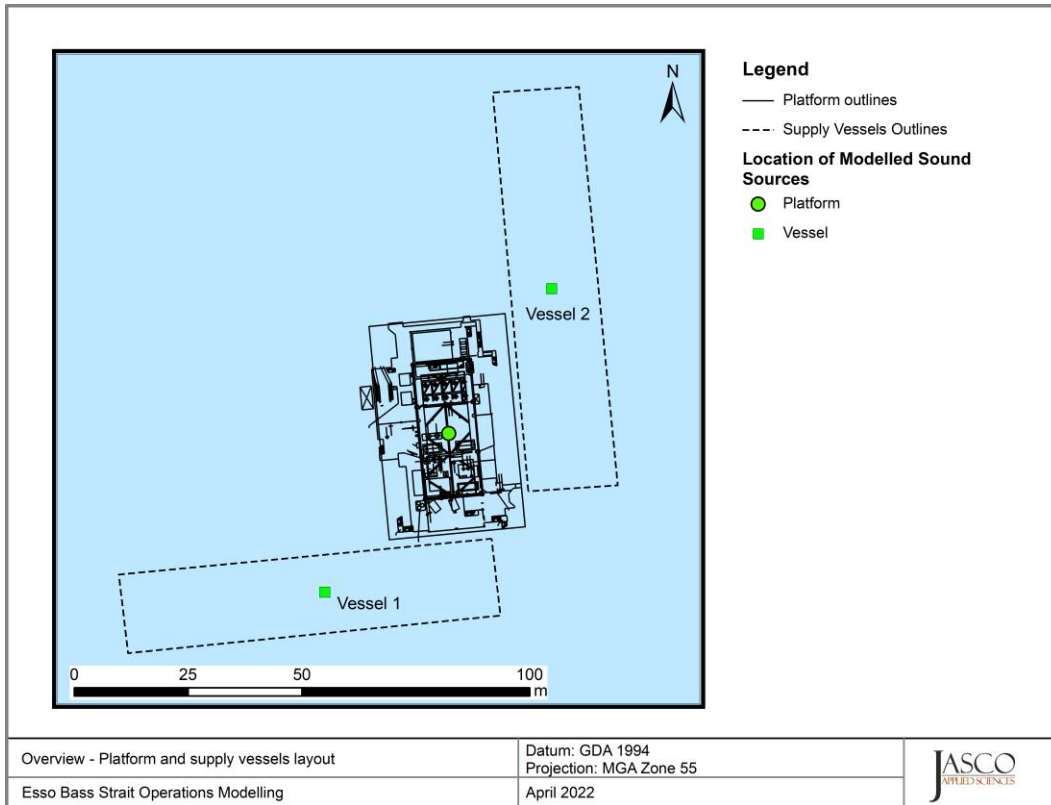 N
Vessel 2
Vessel 1
0 25 50 100
m
Legend
Platform outlines
Supply Vessels Outlines
Location of Modelled Sound
Sources
Platform
Vessel
Overview - Platform and supply vessels layout
Datum: GDA 1994
Projection: MGA Zone 55
Esso Bass Strait Operations Modelling
April 2022
JASCO
APPLIED SCIENCES